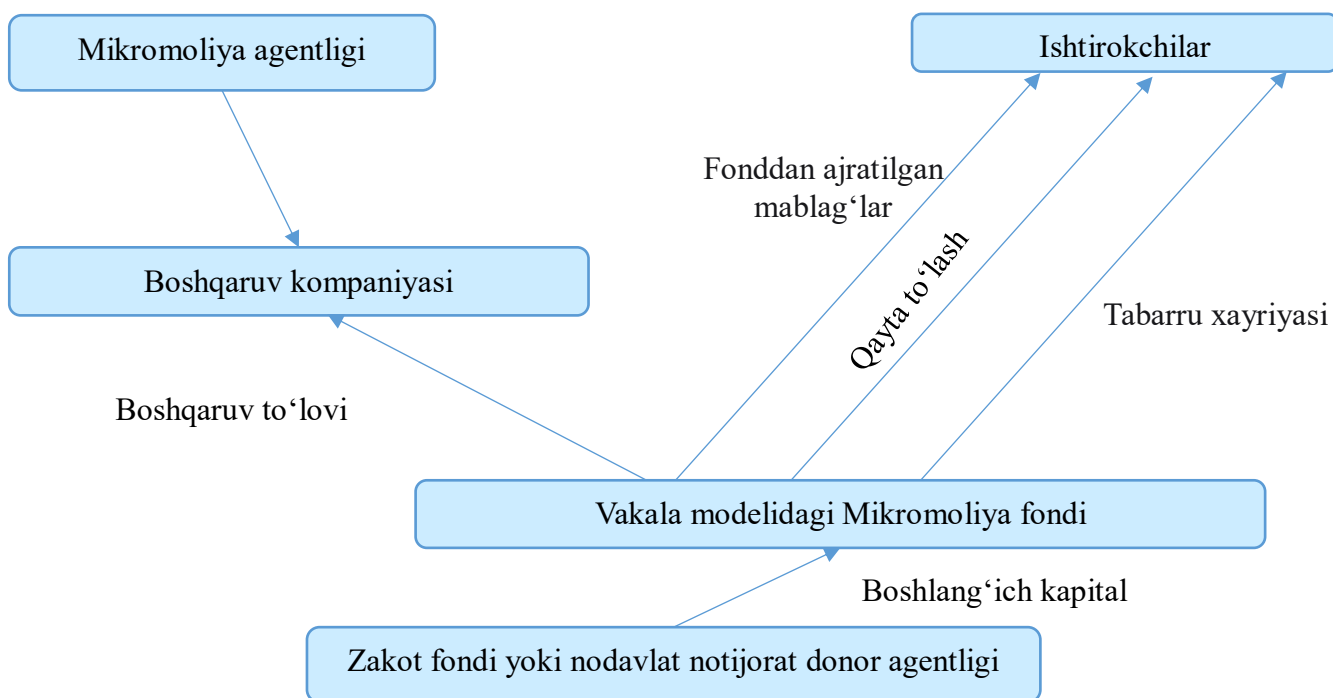 Mikromoliya agentligi
Ishtirokchilar
Fonddan ajratilgan
mablag‘lar
Qayta to‘lash
Boshqaruv kompaniyasi
Tabarru xayriyasi
Boshqaruv to‘lovi
Vakala modelidagi Mikromoliya fondi
Boshlang‘ich kapital
Zakot fondi yoki nodavlat notijorat donor agentligi